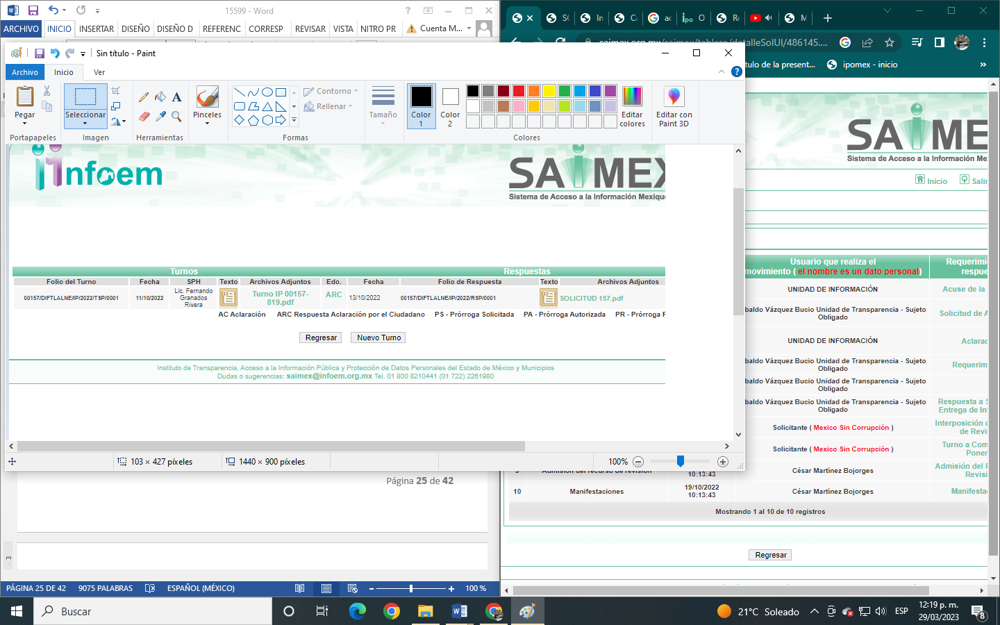 15599 - Word
ARCHIVO INICIO INSERTAR DISEÑO DISEÑO D REFERENC CORRESP REVISAR VISTA NITRO PR Cuenta M...
saimex.org.mx/saimex/tablero/detalleSolUI/486145....
tulo de la present... ipomex - inicio
Sin título - Paint
Archivo Inicio Ver
Pegar
Seleccionar
Pinceles
Contorno
Rellenar
Tamaño
Color 1
Color 2
Editar colores
Editar con Paint 3D
Portapapeles Imagen Herramientas Formas Colores
infoem
SAIMEX
Sistema de Acceso a la Información Mexique
Turnos Respuestas
Folio del Turno Fecha SPH Texto Archivos Adjuntos Edo. Fecha Folio de Respuesta Texto Archivos Adjuntos
00157/DIFTLALNE/IP/2022/TSP/0001 11/10/2022 Lic. Fernando Granados Rivera Turno IP 00157-819.pdf ARC 13/10/2022 00157/DIFTLALNE/IP/2022/RSP/0001 SOLICITUD 157.pdf
AC Aclaración ARC Respuesta Aclaración por el Ciudadano PS - Prórroga Solicitada PA - Prórroga Autorizada PR - Prórroga
Regresar Nuevo Turno
Instituto de Transparencia, Acceso a la Información Pública y Protección de Datos Personales del Estado de México y Municipios
Dudas o sugerencias: saimex@infoem.org.mx Tel. 01 800 8210441 (01 722) 2261980
103 × 427 píxeles 1440 × 900 píxeles 100%
SAIME
Sistema de Acceso a la Información Me
Inicio Salir
Usuario que realiza el movimiento ( el nombre es un dato personal) Requerimi respue
UNIDAD DE INFORMACIÓN Acuse de la
baldo Vázquez Bucio Unidad de Transparencia - Sujeto Obligado Solicitud de A
UNIDAD DE INFORMACIÓN Aclarac
baldo Vázquez Bucio Unidad de Transparencia - Sujeto Obligado Requerim
baldo Vázquez Bucio Unidad de Transparencia - Sujeto Obligado
baldo Vázquez Bucio Unidad de Transparencia - Sujeto Obligado Respuesta a S Entrega de In
Solicitante ( Mexico Sin Corrupción ) Interposición de Revi
Solicitante ( Mexico Sin Corrupción ) Turno a Com Ponen
9 Admisión del recurso de revisión 10:13:43 César Martínez Bojorges Admisión del Revisi
10 Manifestaciones 19/10/2022 10:13:43 César Martínez Bojorges Manifesta
Mostrando 1 al 10 de 10 registros
Regresar
Página 25 de 42
PÁGINA 25 DE 42 9075 PALABRAS ESPAÑOL (MÉXICO) 100 %
Buscar
21°C Soleado ESP 12:19 p. m. 29/03/2023 8